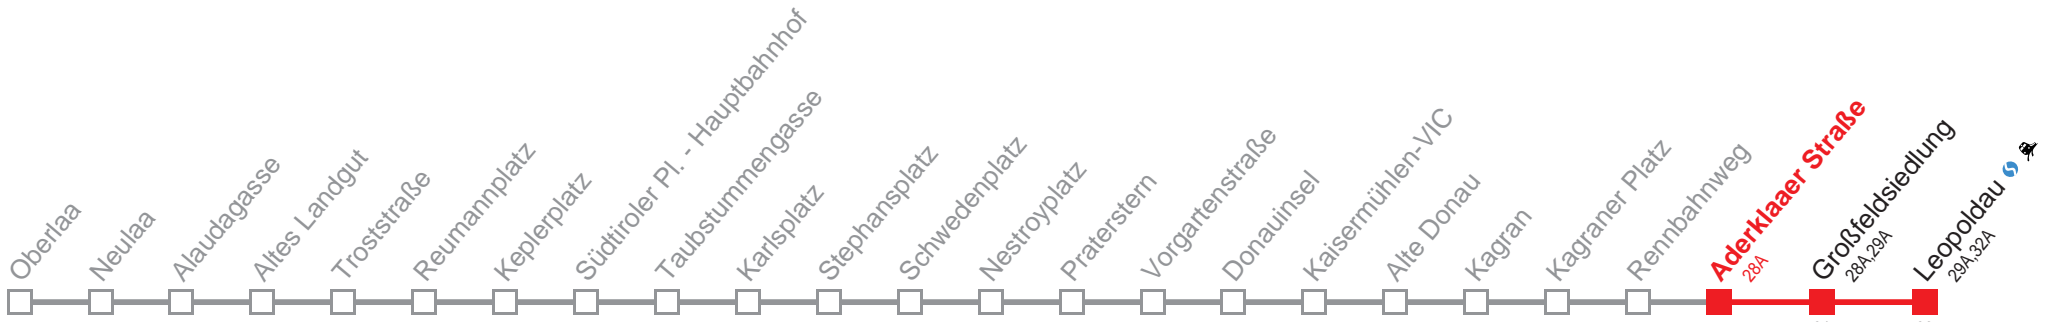 Oberlaa
Neulaa
Alaudagasse
Altes Landgut
Troststraße
Reumannplatz
Keplerplatz
Südtiroler Pl. - Hauptbahnhof
Taubstummengasse
Karlsplatz
Stephansplatz
Schwedenplatz
Nestroyplatz
Praterstern
Vorgartenstraße
Donauinsel
Kaisermühlen-VIC
Alte Donau
Kagran
Kagraner Platz
Rennbahnweg
Aderklaaer Straße
28A
Großfeldsiedlung
28A,29A
Leopoldau
29A,32A